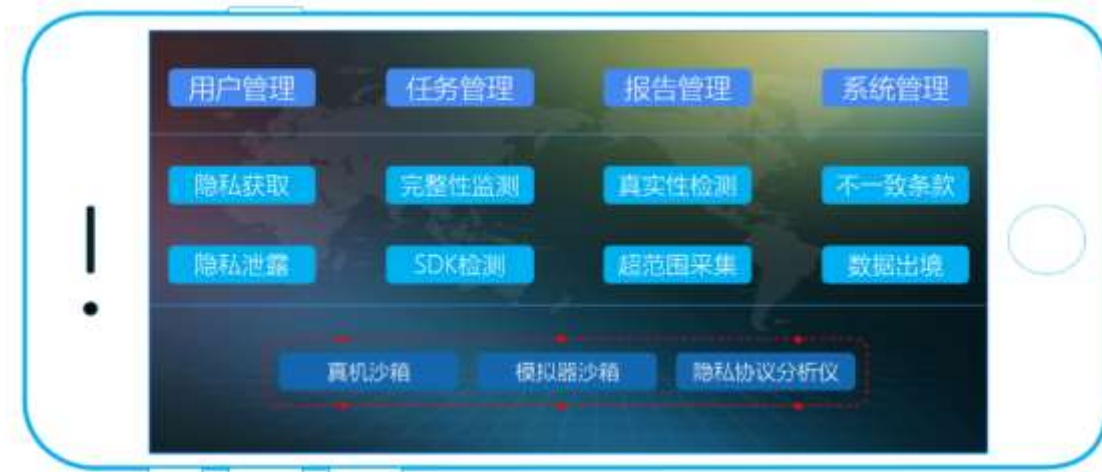 用户管理 任务管理 报告管理 系统管理
隐私获取 完整性监测 真实性检测 不一致条款
隐私泄露 SDK检测 超范围采集 数据出境
真机沙箱 模拟器沙箱 隐私协议分析仪